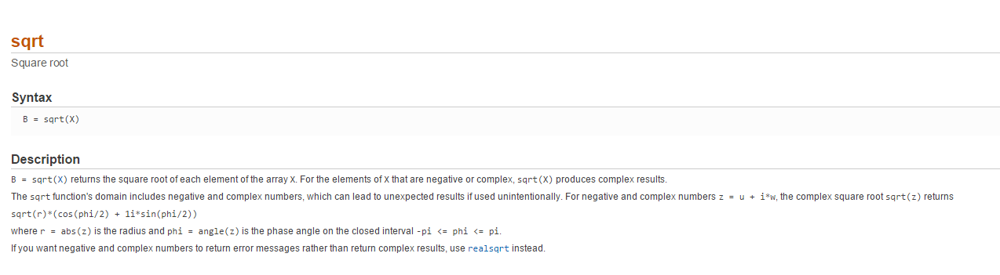 sqrt
Square root
Syntax
B = sqrt(X)
Description
B = sqrt(X) returns the square root of each element of the array X. For the elements of X that are negative or complex, sqrt(X) produces complex results.
The sqrt function's domain includes negative and complex numbers, which can lead to unexpected results if used unintentionally. For negative and complex numbers z = u + i*w, the complex square root sqrt(z) returns
sqrt(r)*(cos(phi/2) + 1i*sin(phi/2))
where r = abs(z) is the radius and phi = angle(z) is the phase angle on the closed interval -pi <= phi <= pi.
If you want negative and complex numbers to return error messages rather than return complex results, use realsqrt instead.